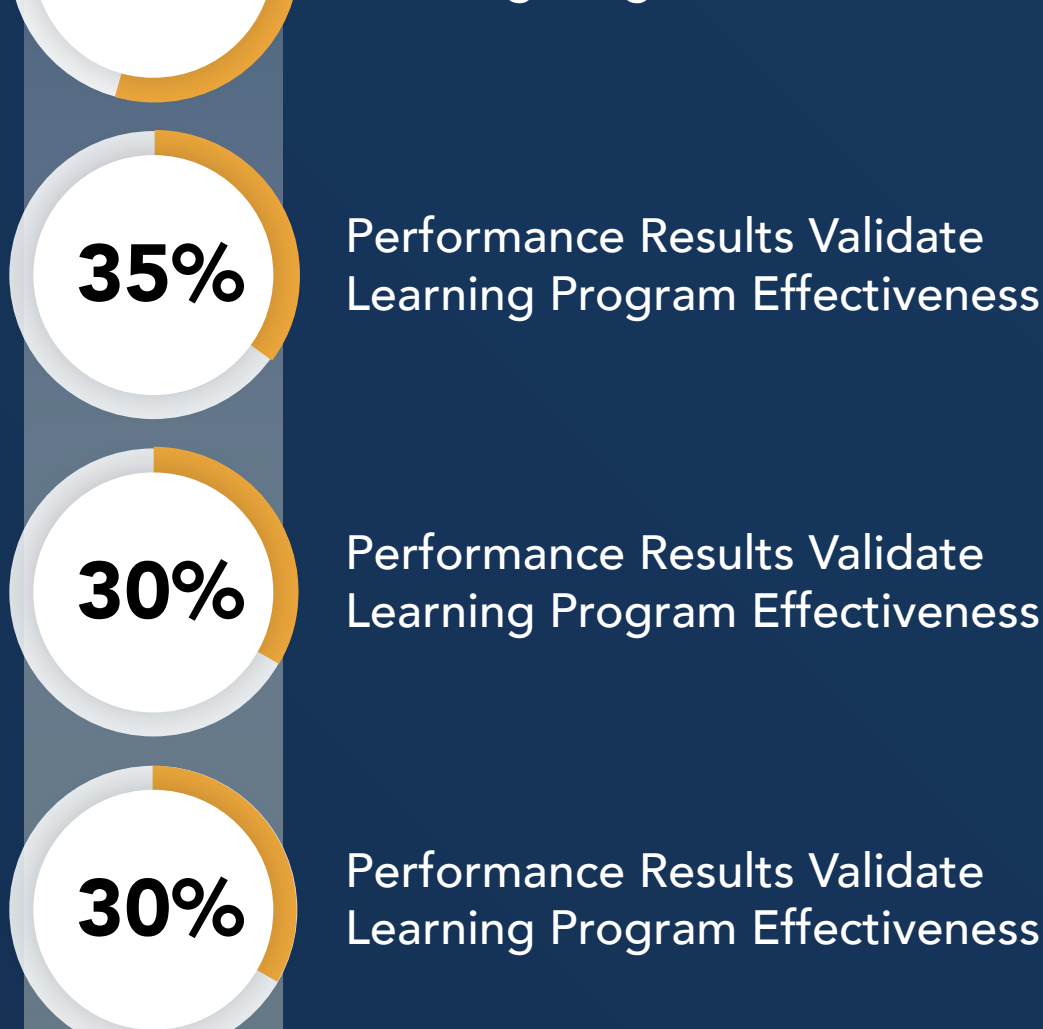 35%
Performance Results Validate
Learning Program Effectiveness
30%
Performance Results Validate
Learning Program Effectiveness
30%
Performance Results Validate
Learning Program Effectiveness